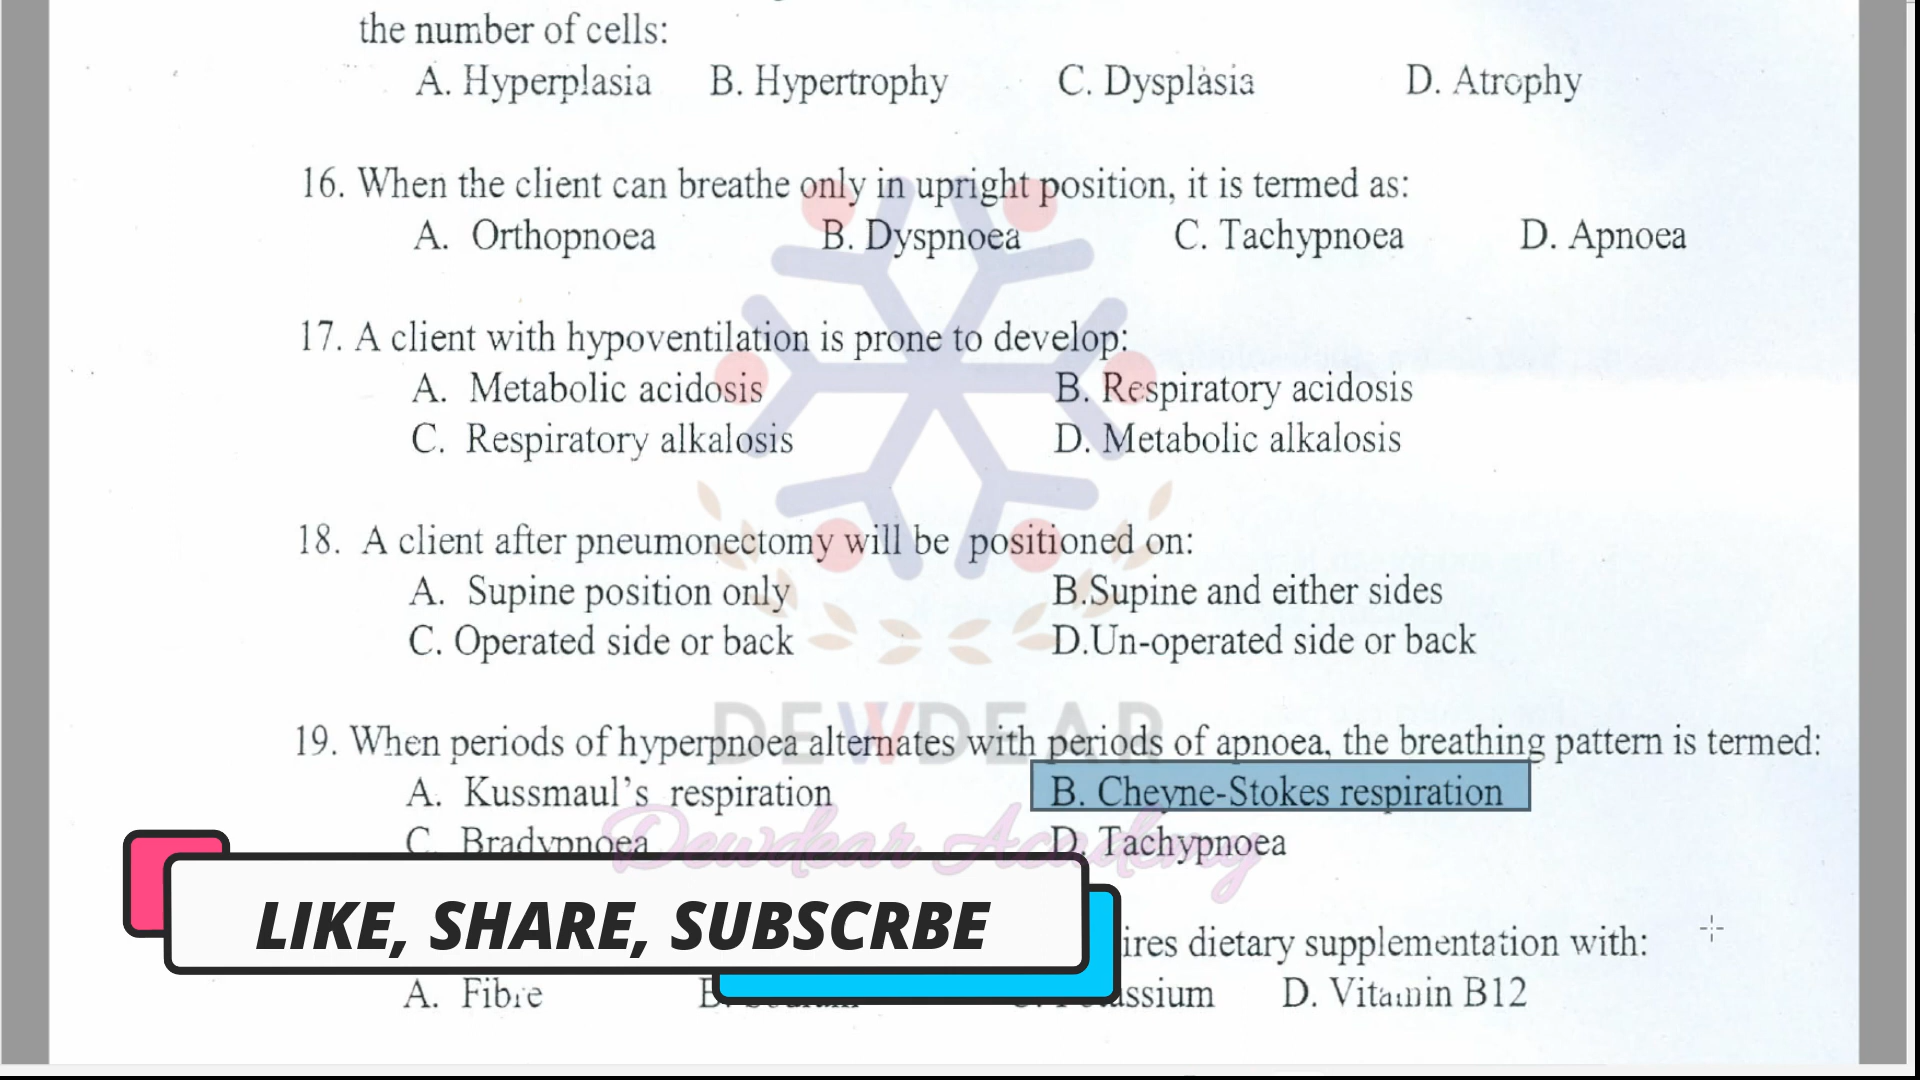 the number of cells:
A. Hyperplasia B. Hypertrophy C. Dysplasia D. Atrophy
16. When the client can breathe only in upright position, it is termed as:
A. Orthopnoea B. Dyspnoea C. Tachypnoea D. Apnoea
17. A client with hypoventilation is prone to develop:
A. Metabolic acidosis B. Respiratory acidosis
C. Respiratory alkalosis D. Metabolic alkalosis
18. A client after pneumonectomy will be positioned on:
A. Supine position only B.Supine and either sides
C. Operated side or back D.Un-operated side or back
DEWDEAR
19. When periods of hyperpnoea alternates with periods of apnoea, the breathing pattern is termed:
A. Kussmaul's respiration B. Cheyne-Stokes respiration
C. Bradypnoea D. Tachypnoea
Dewdear Academy
LIKE, SHARE, SUBSCRBE
dietary supplementation with:
A. Fibre D. Vitamin B12